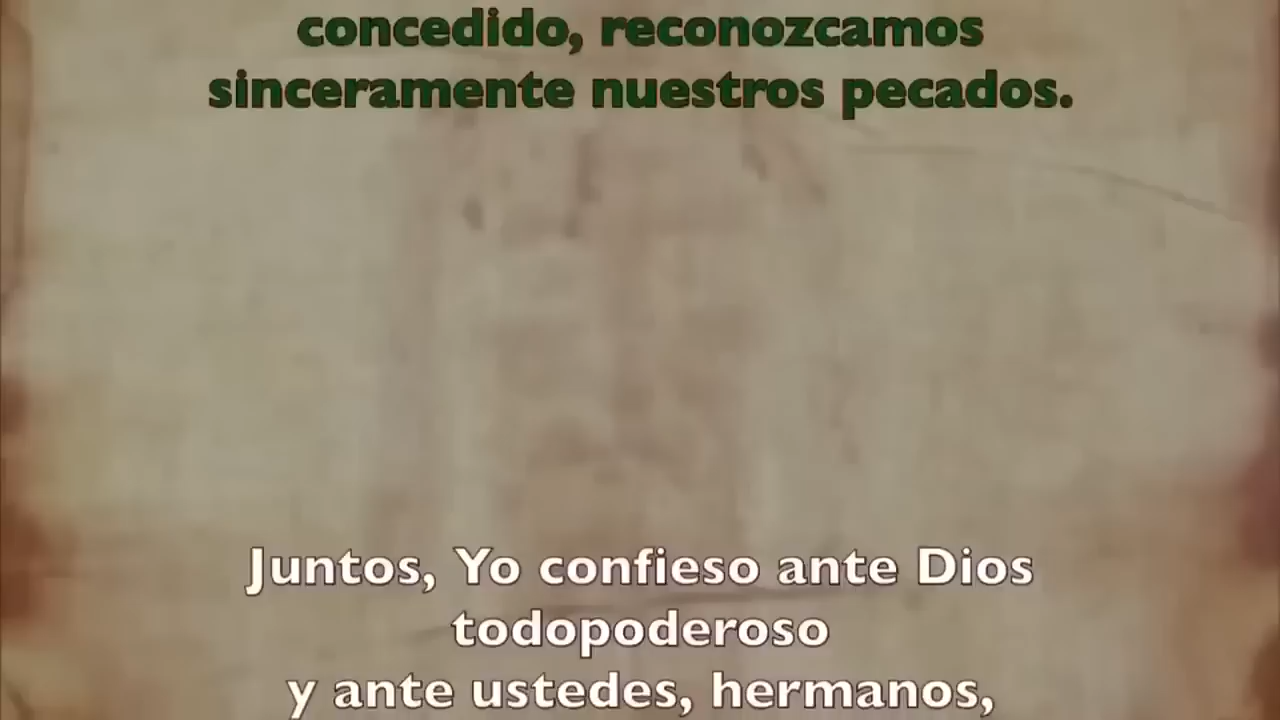 concedido, reconozcamos
sinceramente nuestros pecados.
Juntos, Yo confieso ante Dios
todopoderoso
y ante ustedes, hermanos,